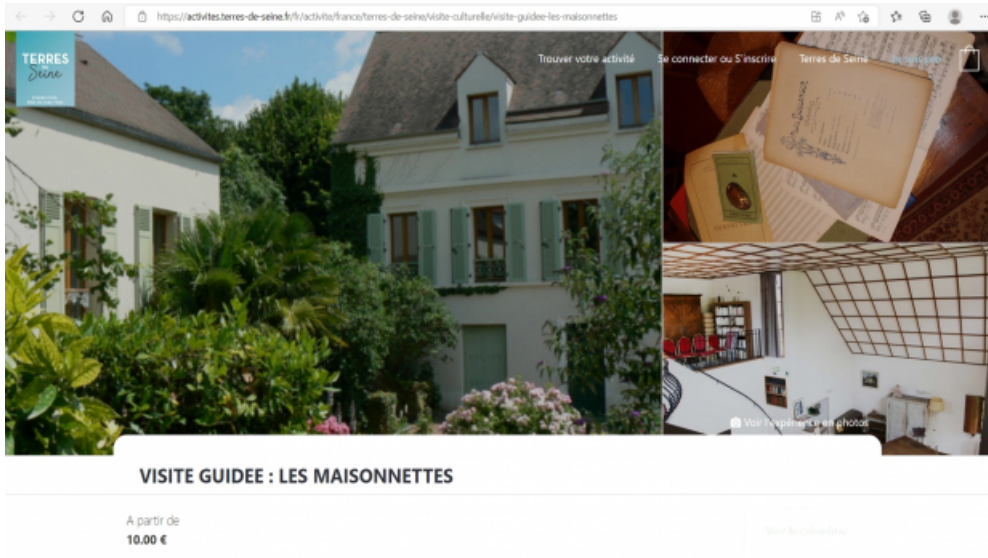 https://activites.terres-de-seine.fr/fr/activite/france/terres-de-seine/visite-culturelle/visite-guidee-les-maisonnettes
TERRES
DE
Seine
Trouver votre activité
Se connecter ou S'inscrire
Terres de Seine
Voir l'expérience en photos
VISITE GUIDEE : LES MAISONNETTES
A partir de
10.00 €